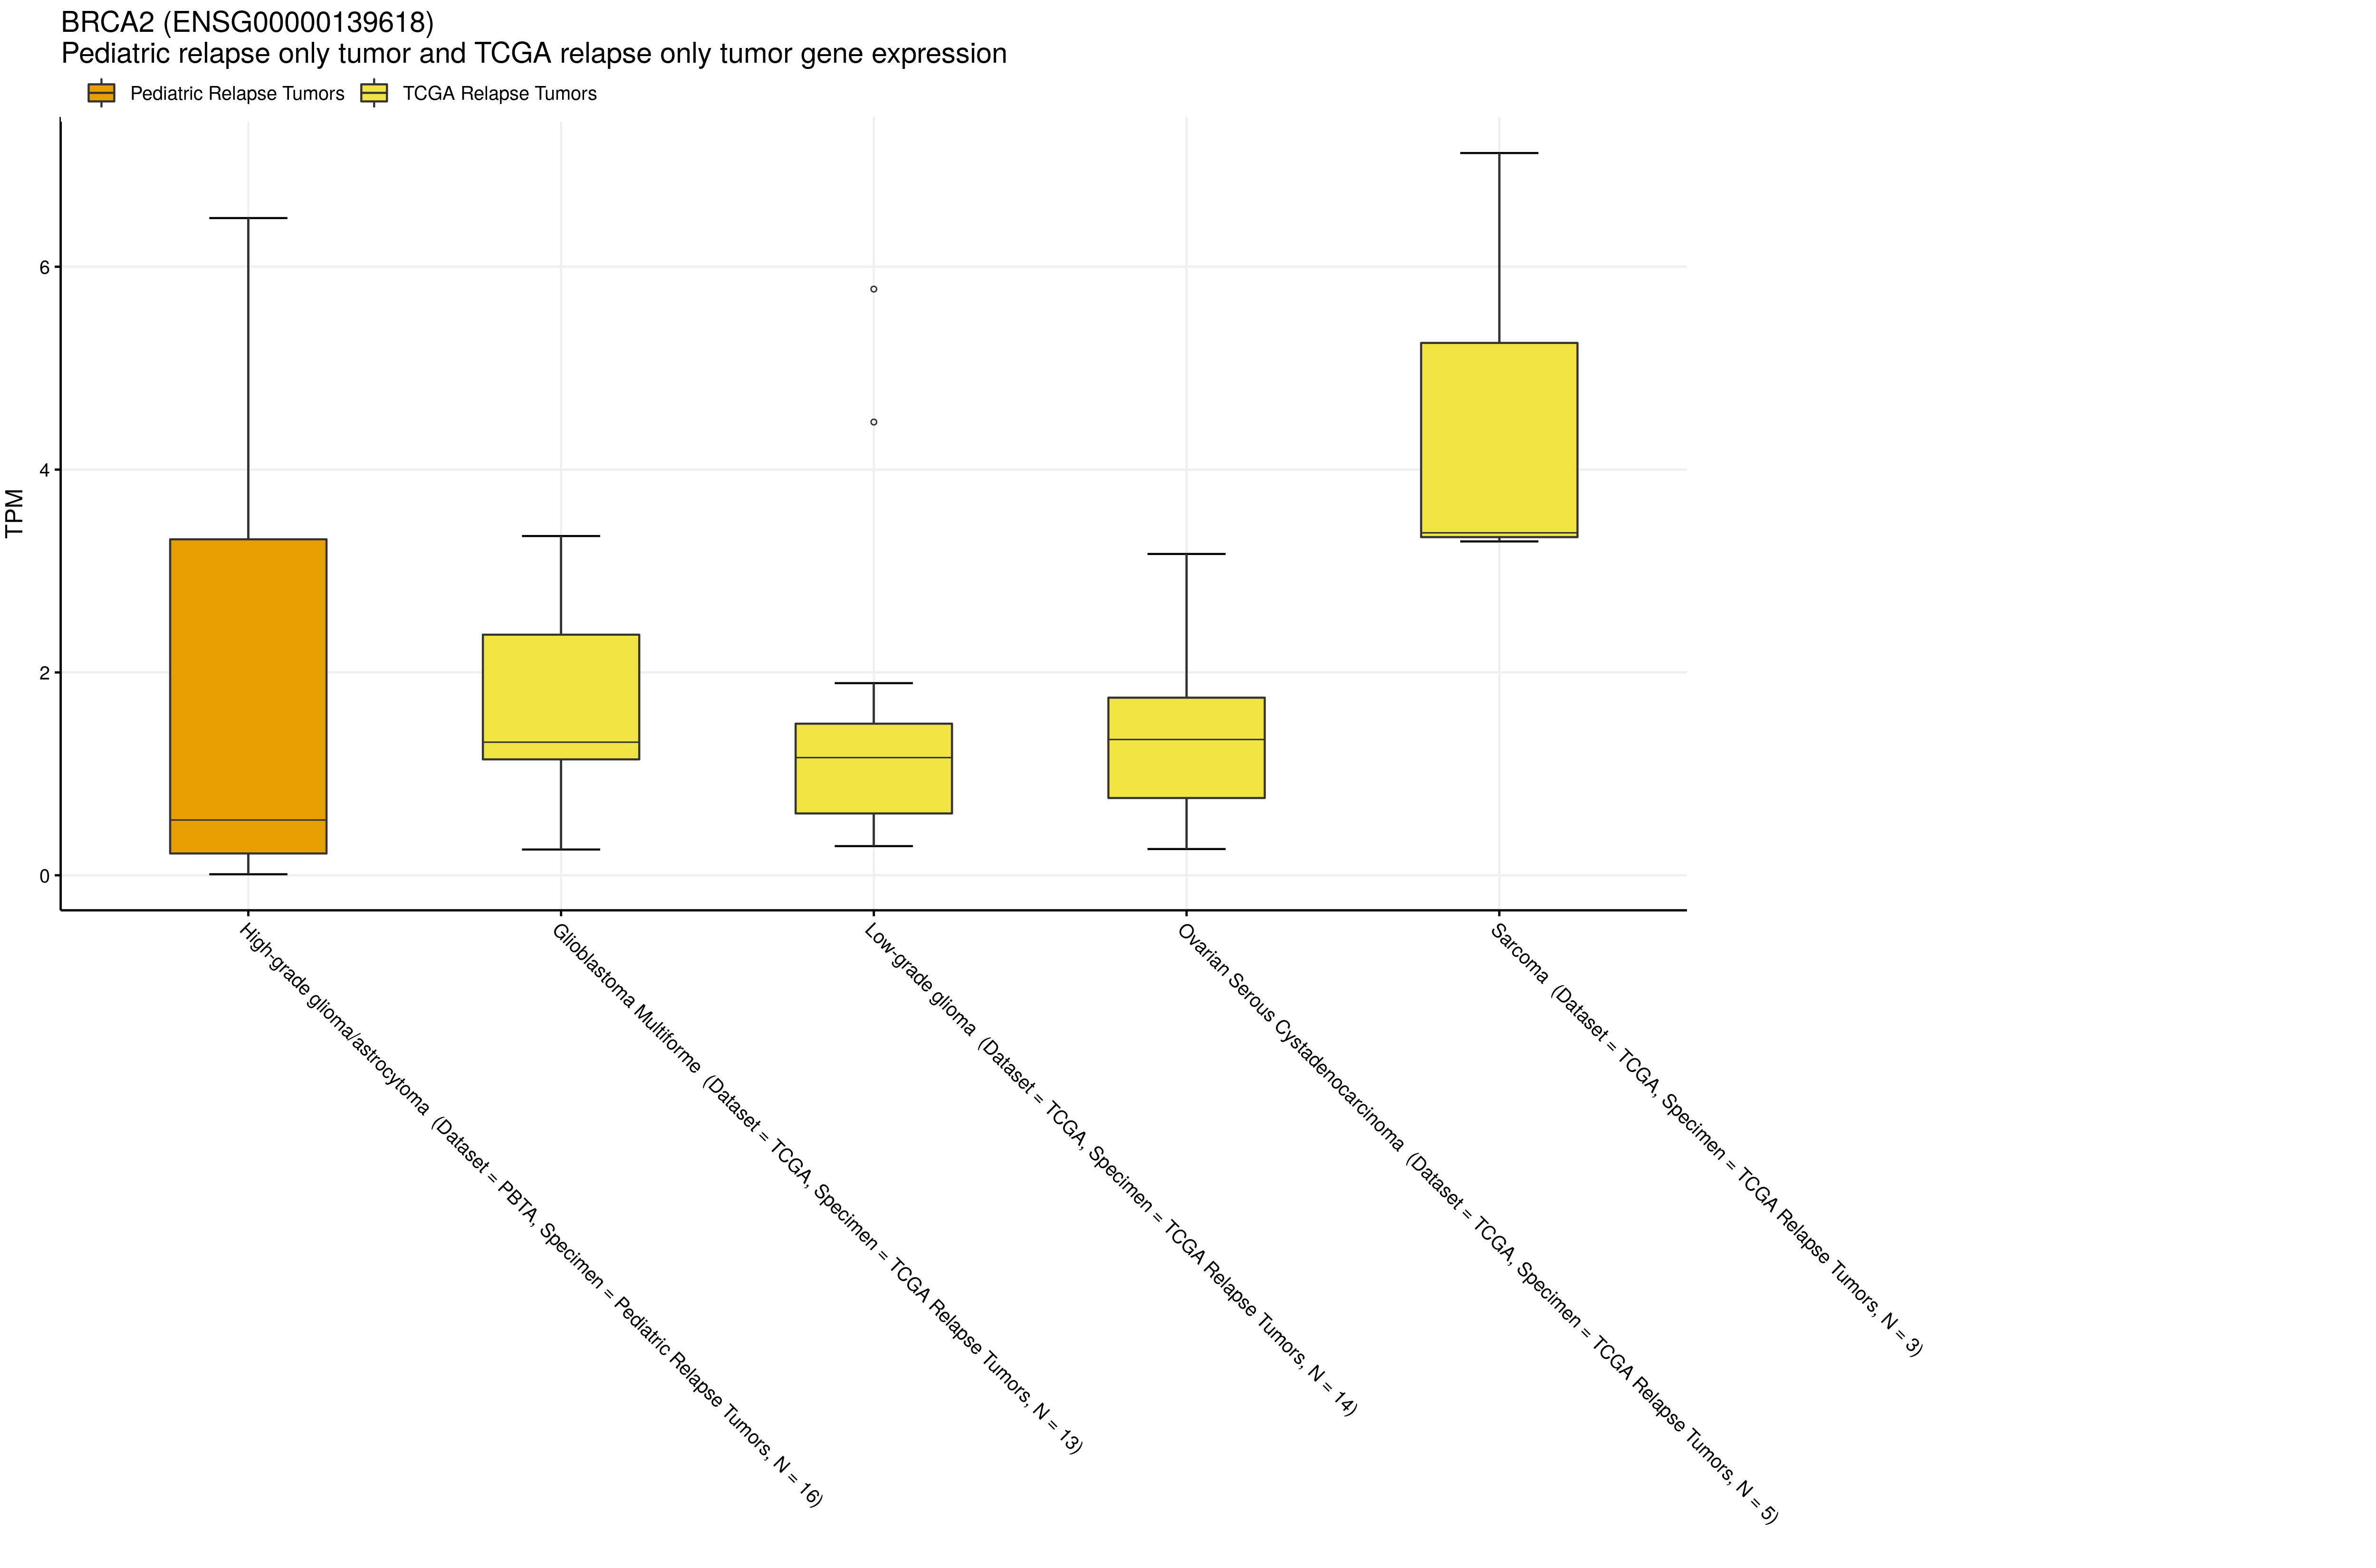 BRCA2 (ENSG00000139618)
Pediatric relapse only tumor and TCGA relapse only tumor gene expression
Pediatric Relapse Tumors
TCGA Relapse Tumors
TPM
6
4
2
0
High-grade glioma/astrocytoma (Dataset = PBTA, Specimen = Pediatric Relapse Tumors, N = 16)
Glioblastoma Multiforme (Dataset = TCGA, Specimen = TCGA Relapse Tumors, N = 13)
Low-grade glioma (Dataset = TCGA, Specimen = TCGA Relapse Tumors, N = 14)
Ovarian Serous Cystadenocarcinoma (Dataset = TCGA, Specimen = TCGA Relapse Tumors, N = 5)
Sarcoma (Dataset = TCGA, Specimen = TCGA Relapse Tumors, N = 3)